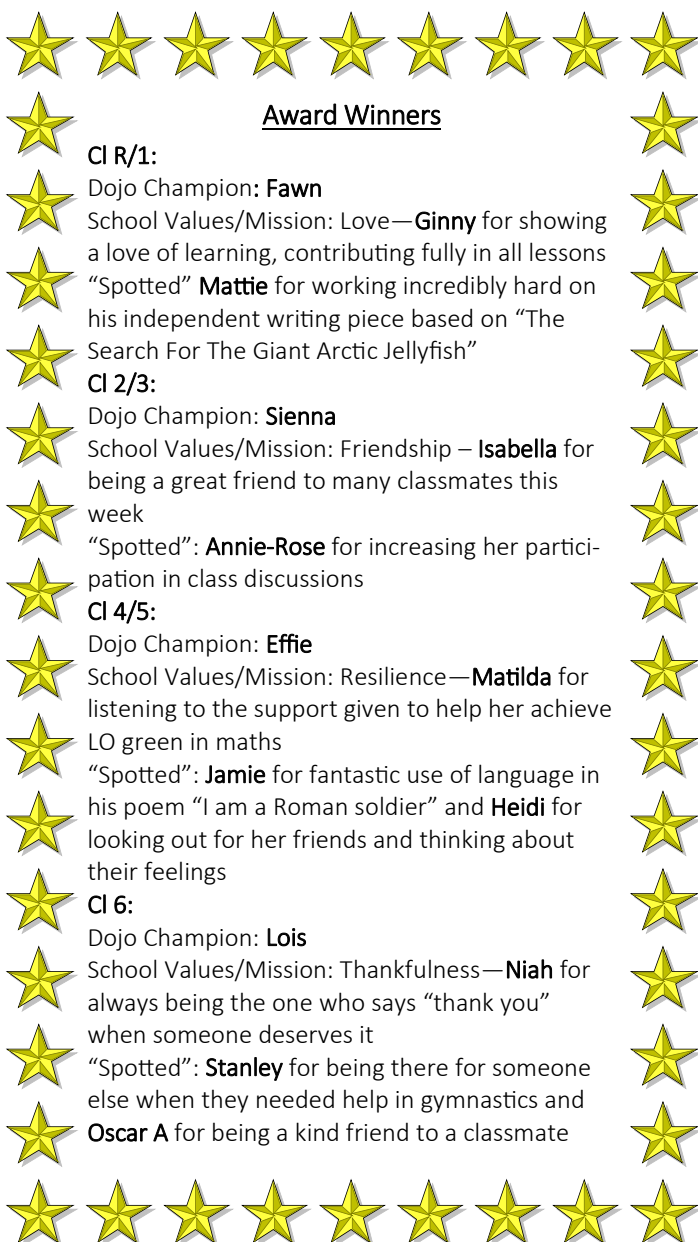 Award Winners
Cl R/1:
Dojo Champion: Fawn
School Values/Mission: Love—Ginny for showing
a love of learning, contributing fully in all lessons
“Spotted” Mattie for working incredibly hard on
his independent writing piece based on “The
Search For The Giant Arctic Jellyfish”
Cl 2/3:
Dojo Champion: Sienna
School Values/Mission: Friendship – Isabella for
being a great friend to many classmates this
week
“Spotted”: Annie-Rose for increasing her partici-
pation in class discussions
Cl 4/5:
Dojo Champion: Effie
School Values/Mission: Resilience—Matilda for
listening to the support given to help her achieve
LO green in maths
“Spotted”: Jamie for fantastic use of language in
his poem “I am a Roman soldier” and Heidi for
looking out for her friends and thinking about
their feelings
Cl 6:
Dojo Champion: Lois
School Values/Mission: Thankfulness—Niah for
always being the one who says “thank you”
when someone deserves it
“Spotted”: Stanley for being there for someone
else when they needed help in gymnastics and
Oscar A for being a kind friend to a classmate